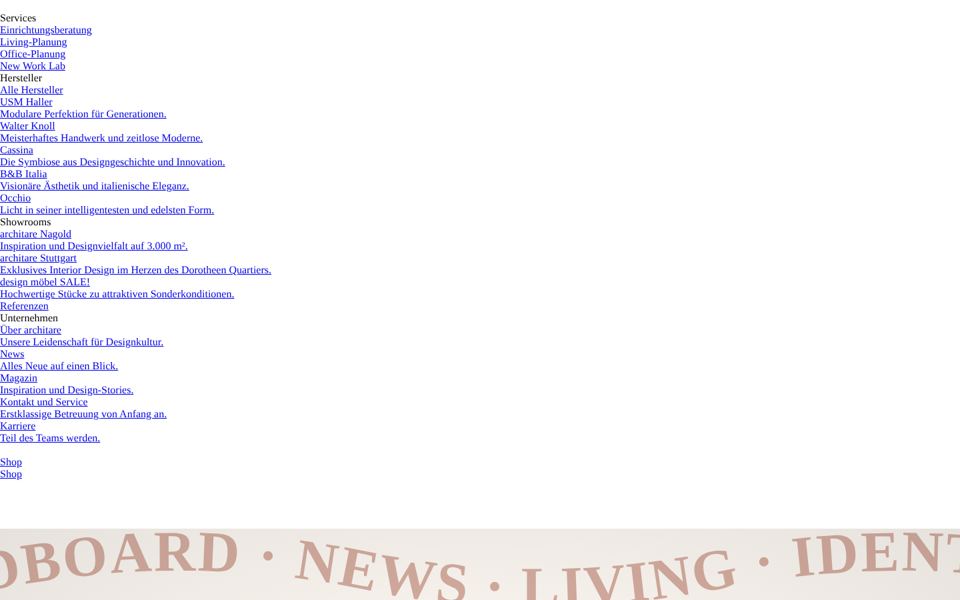 Services
Einrichtungsberatung
Living-Planung
Office-Planung
New Work Lab
Hersteller
Alle Hersteller
USM Haller
Modulare Perfektion für Generationen.
Walter Knoll
Meisterhaftes Handwerk und zeitlose Moderne.
Cassina
Die Symbiose aus Designgeschichte und Innovation.
B&B Italia
Visionäre Ästhetik und italienische Eleganz.
Occhio
Licht in seiner intelligentesten und edelsten Form.
Showrooms
architare Nagold
Inspiration und Designvielfalt auf 3.000 m².
architare Stuttgart
Exklusives Interior Design im Herzen des Dorotheen Quartiers.
design möbel SALE!
Hochwertige Stücke zu attraktiven Sonderkonditionen.
Referenzen
Unternehmen
Über architare
Unsere Leidenschaft für Designkultur.
News
Alles Neue auf einen Blick.
Magazin
Inspiration und Design-Stories.
Kontakt und Service
Erstklassige Betreuung von Anfang an.
Karriere
Teil des Teams werden.
Shop
Shop
OBOARD · NEWS · LIVING · IDENT